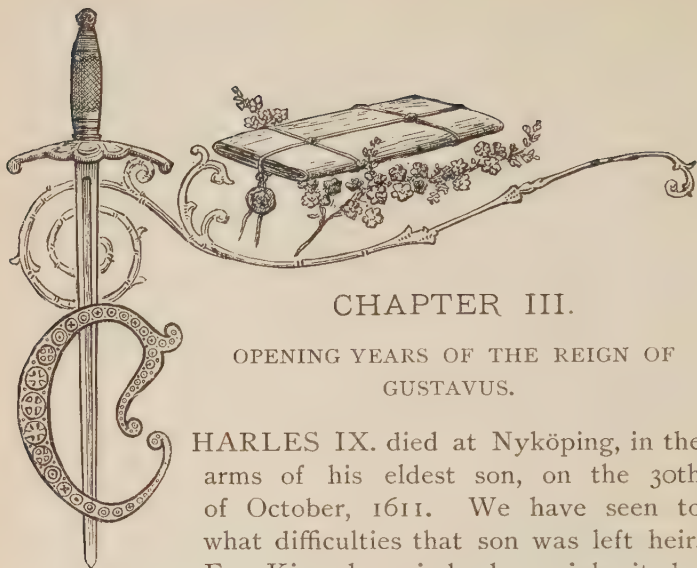 CHAPTER III.
OPENING YEARS OF THE REIGN OF
GUSTAVUS.
CHARLES IX. died at Nyköping, in the
arms of his eldest son, on the 30th
of October, 1611. We have seen to
what difficulties that son was left heir.